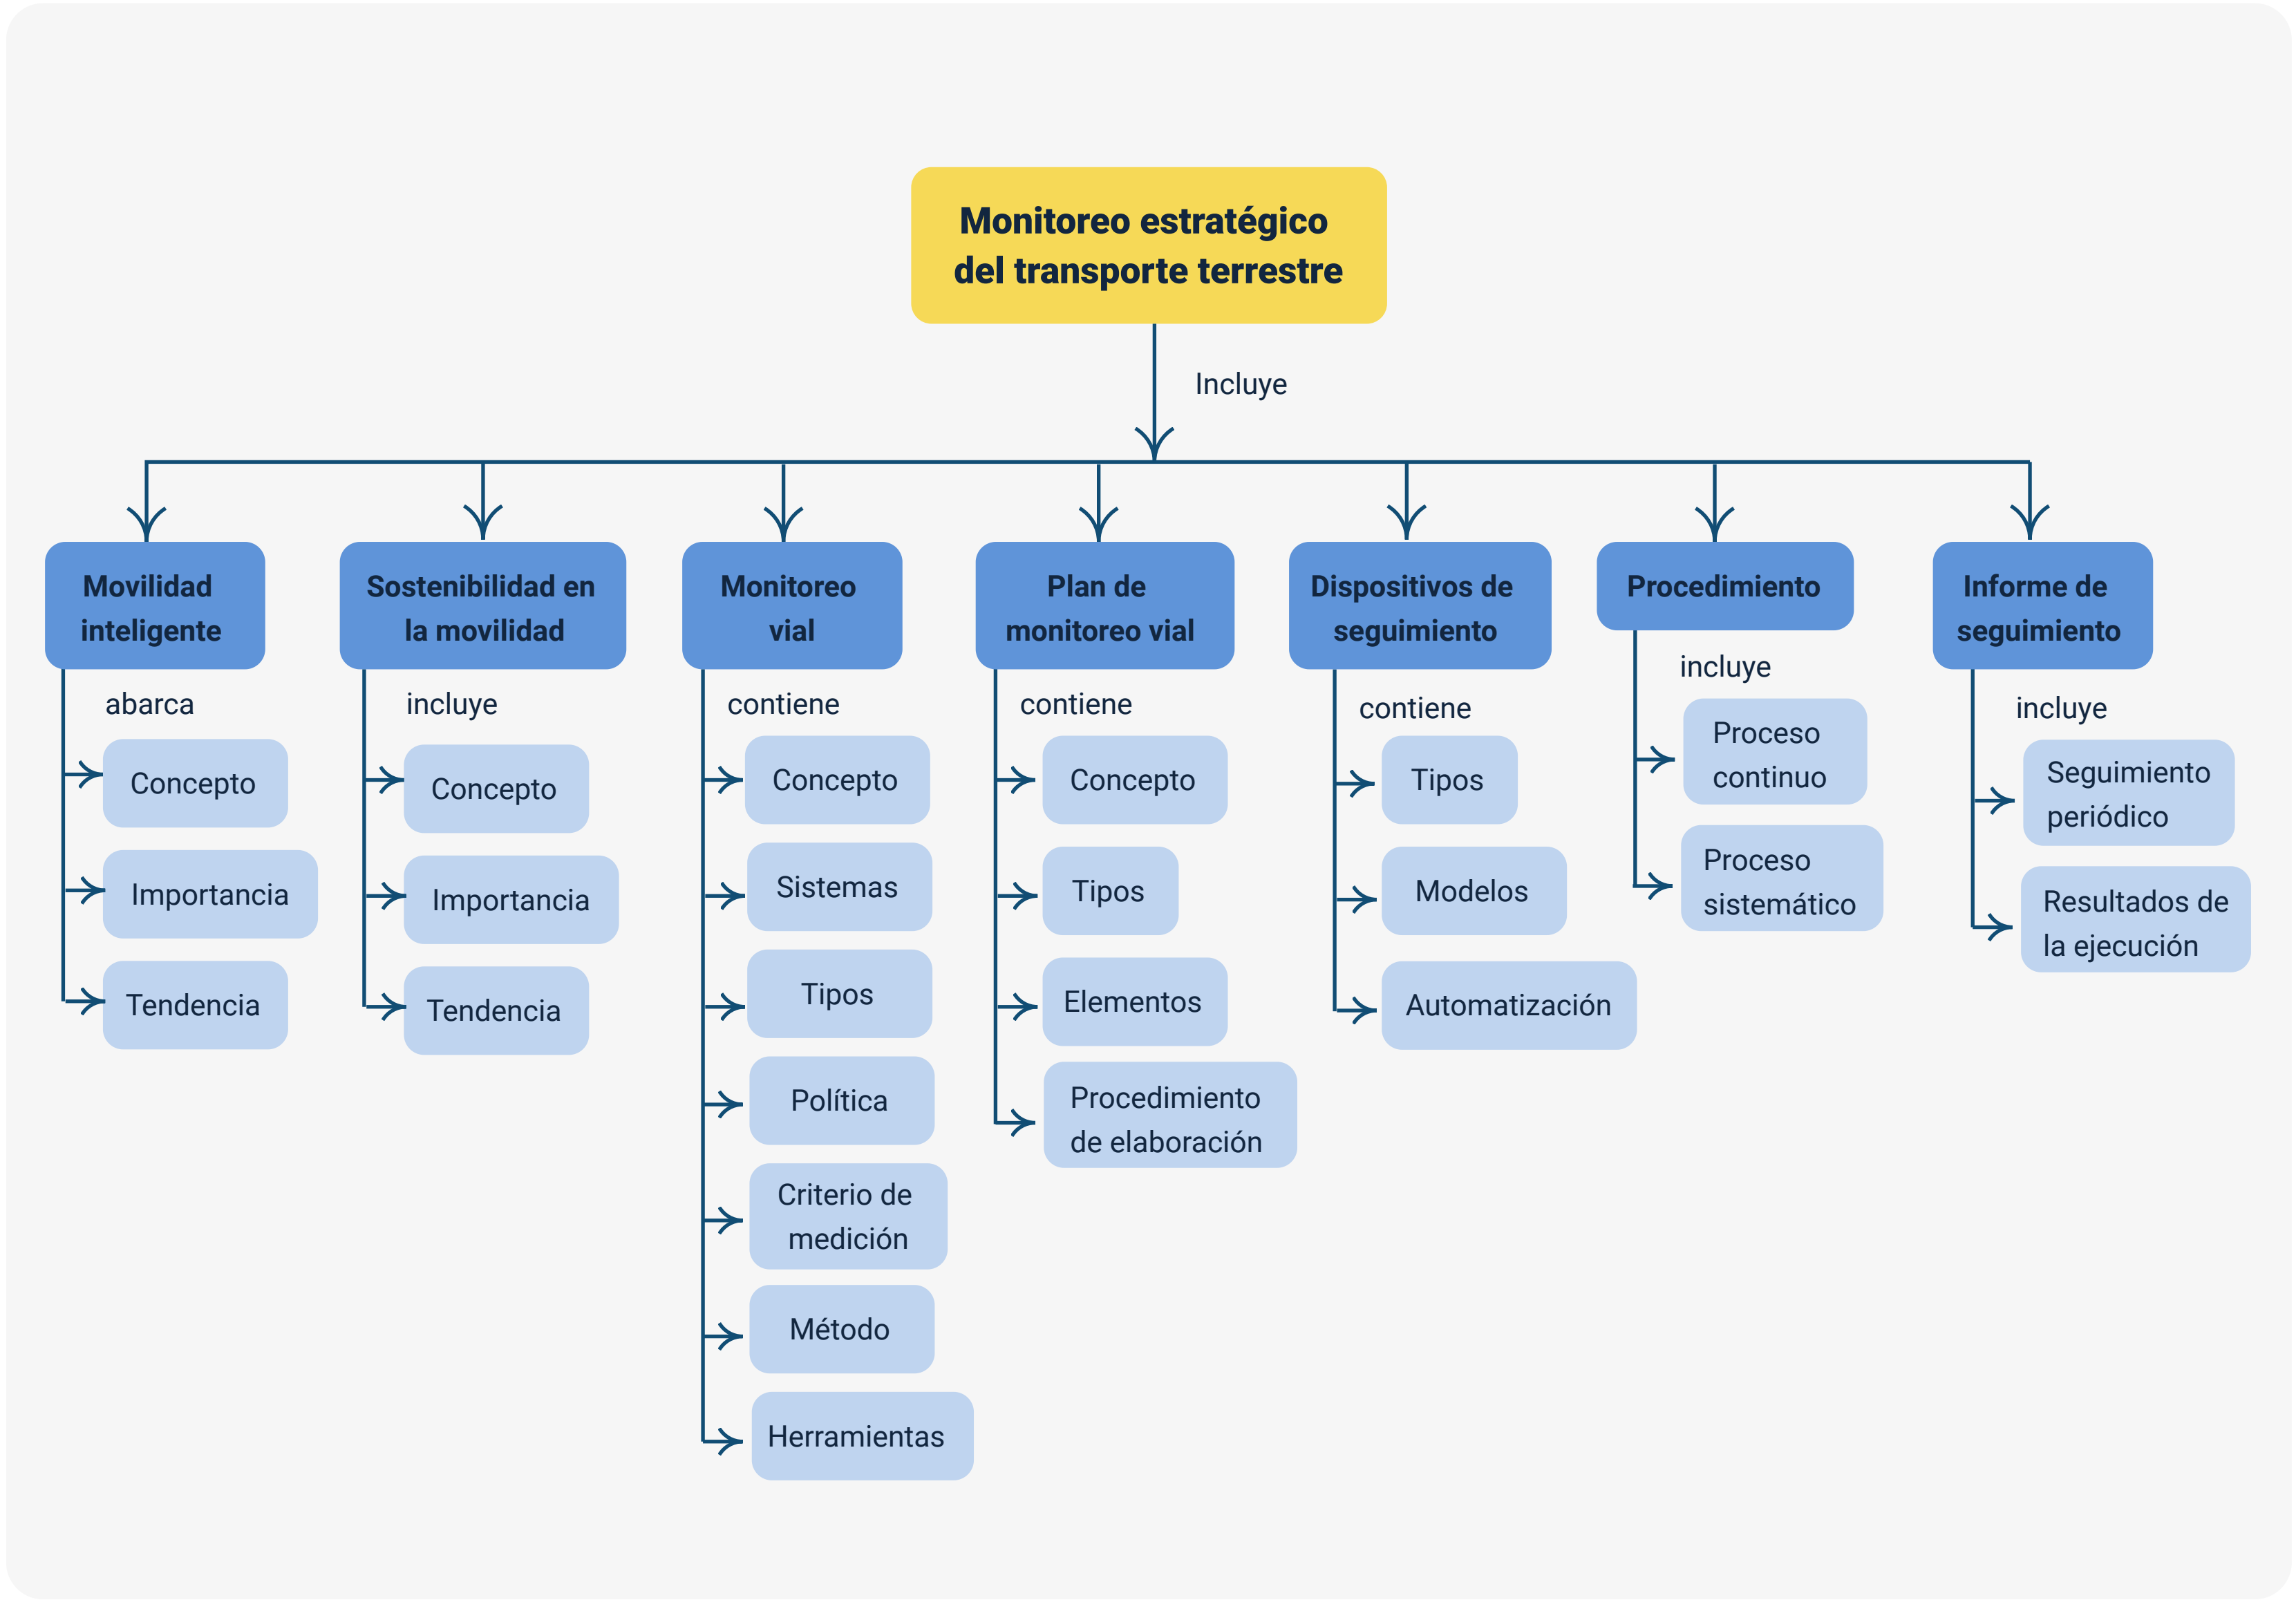 Monitoreo estratégico
del transporte terrestre
Incluye
Movilidad
inteligente
abarca
Concepto
Importancia
Tendencia
Sostenibilidad en
la movilidad
incluye
Concepto
Importancia
Tendencia
Monitoreo
vial
contiene
Concepto
Sistemas
Tipos
Política
Criterio de
medición
Método
Herramientas
Plan de
monitoreo vial
contiene
Concepto
Tipos
Elementos
Procedimiento
de elaboración
Dispositivos de
seguimiento
contiene
Tipos
Modelos
Automatización
Procedimiento
incluye
Proceso
continuo
Proceso
sistemático
Informe de
seguimiento
incluye
Seguimiento
periódico
Resultados de
la ejecución